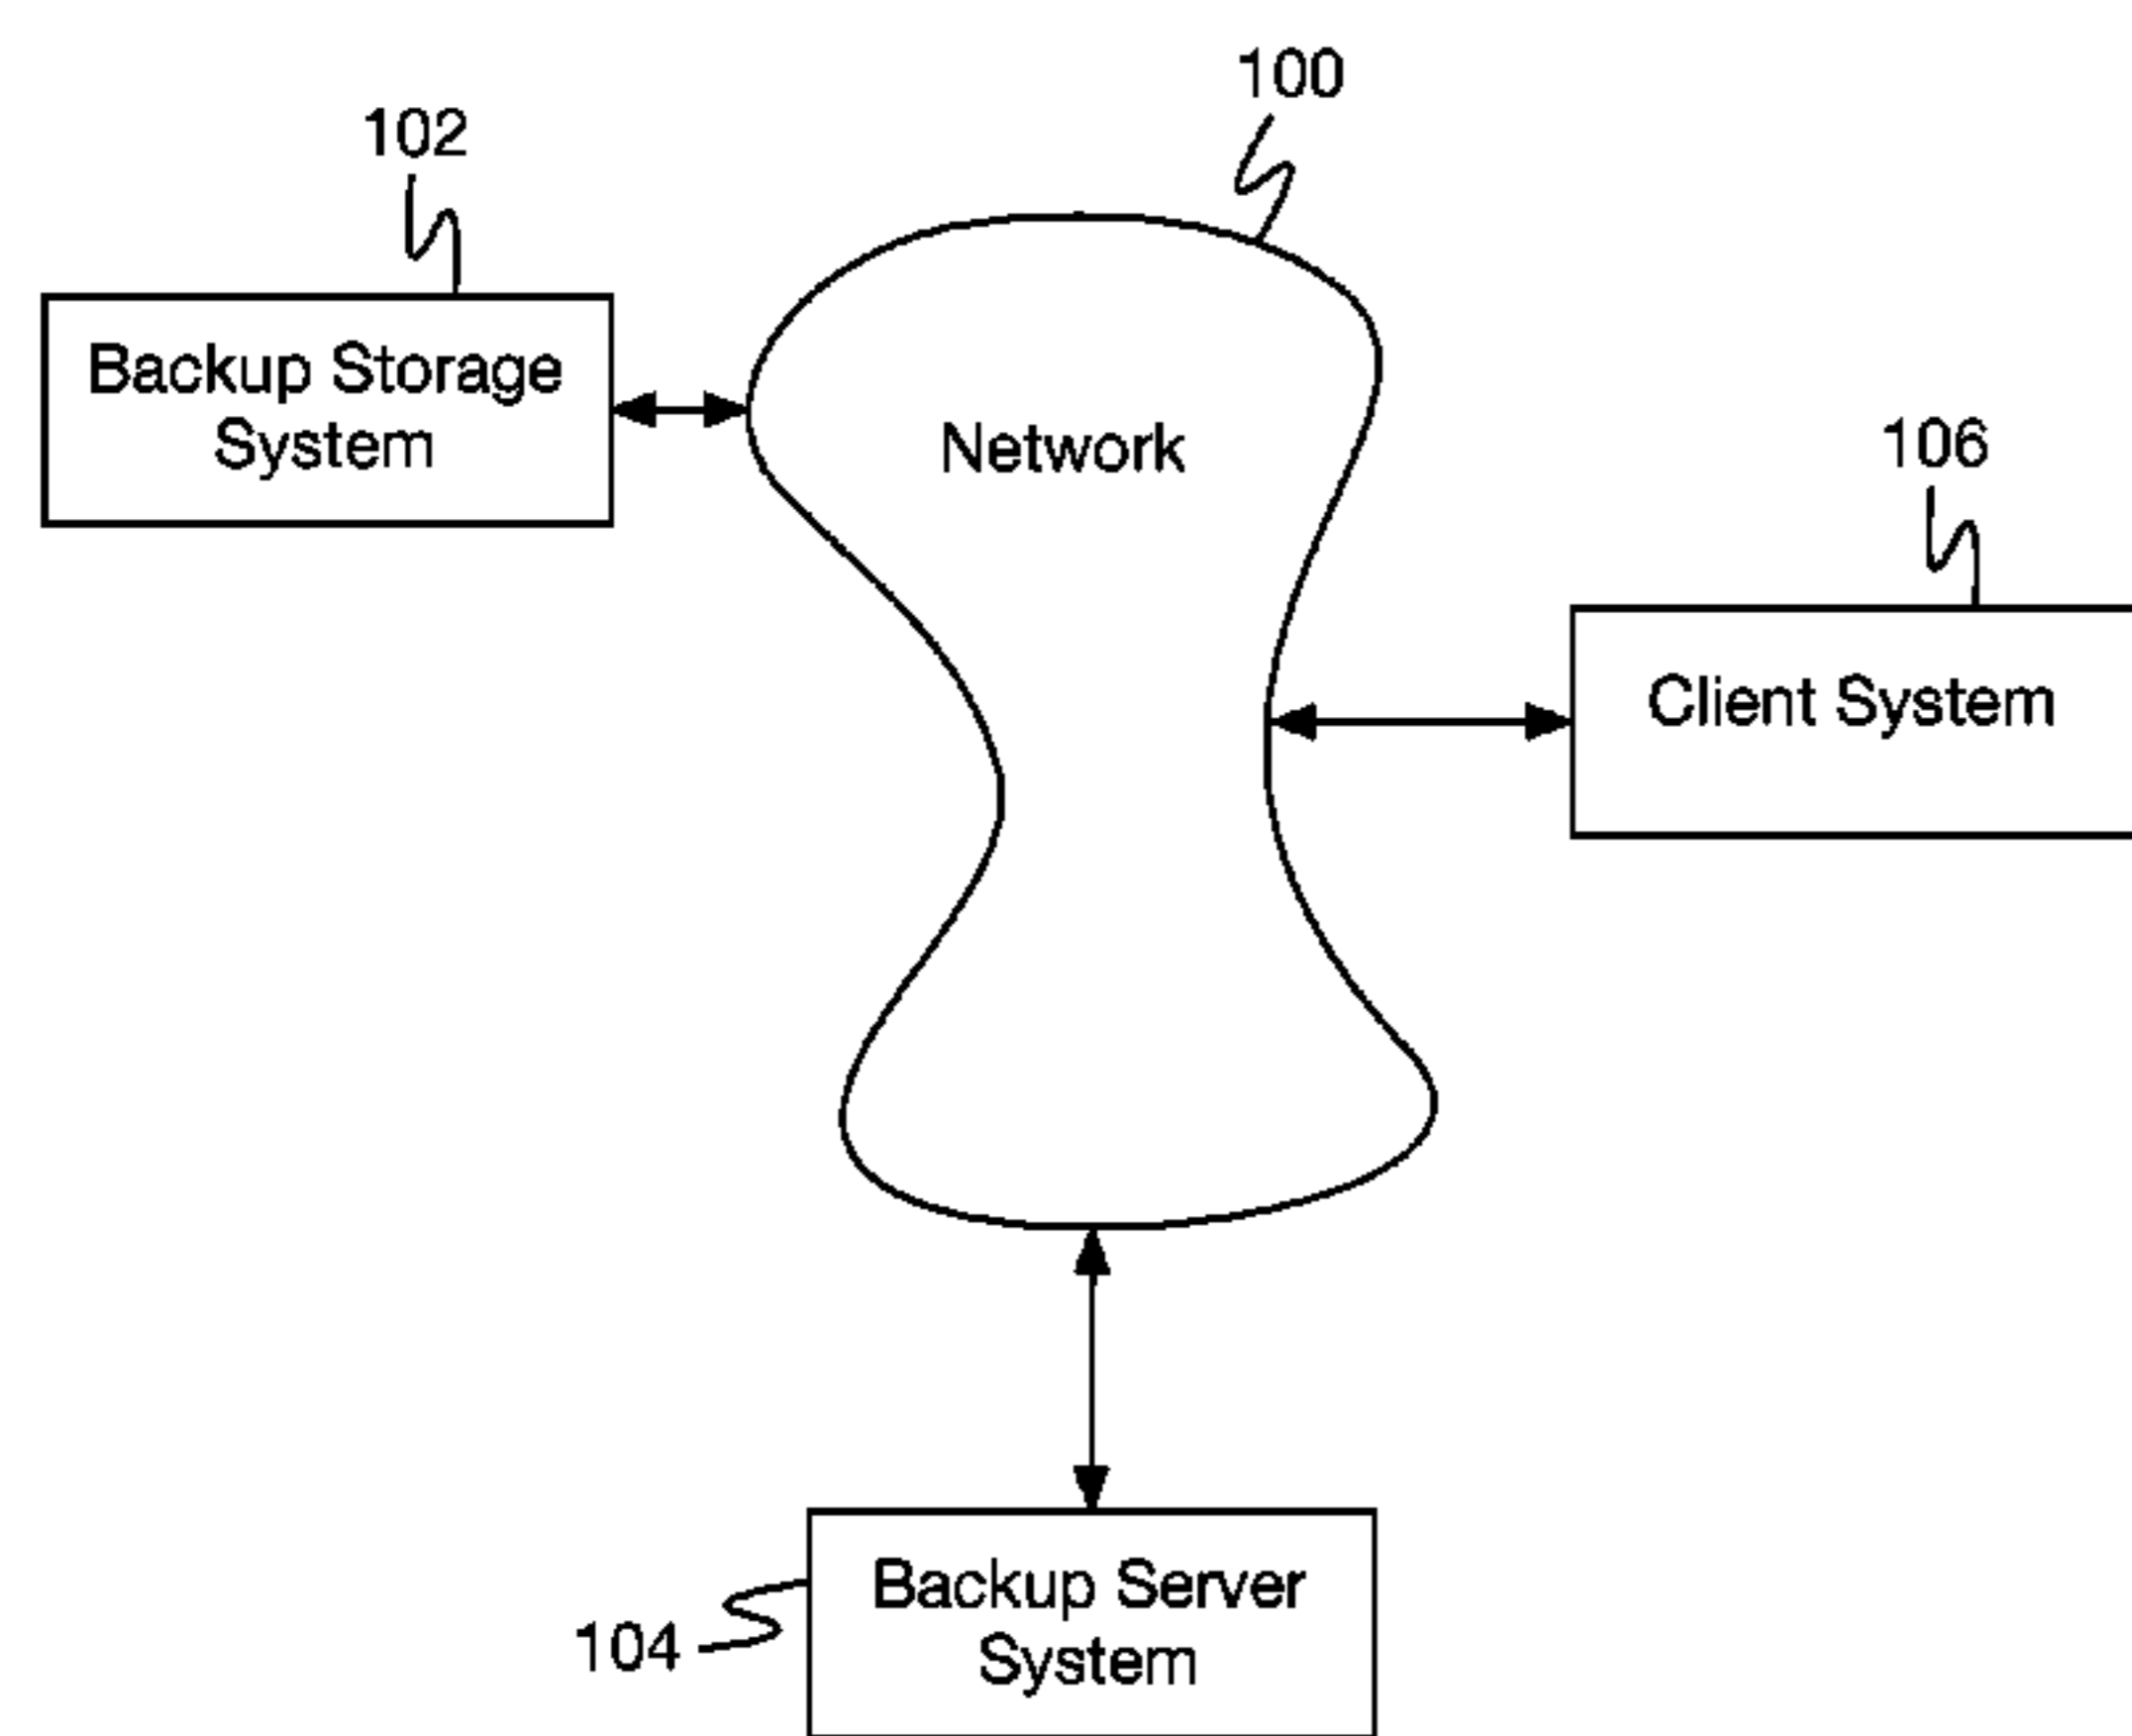 100
102
Backup Storage
System
Network
106
Client System
Backup Server
System
104